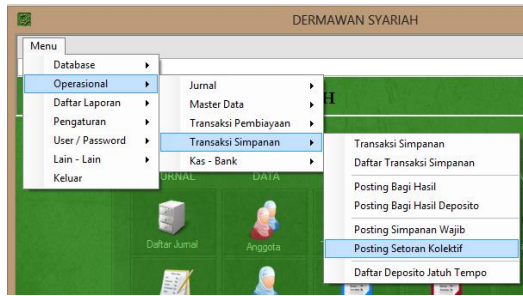 DERMAWAN SYARIAH
Menu
Database
Operasional
Daftar Laporan
Pengaturan
User / Password
Lain - Lain
Keluar
Jurnal
Master Data
Transaksi Pembiayaan
Transaksi Simpanan
Kas - Bank
Transaksi Simpanan
Daftar Transaksi Simpanan
Posting Bagi Hasil
Posting Bagi Hasil Deposito
Posting Simpanan Wajib
Posting Setoran Kolektif
Daftar Deposito Jatuh Tempo
H
URNAL
DATA
Daftar Jurnal
Anggota